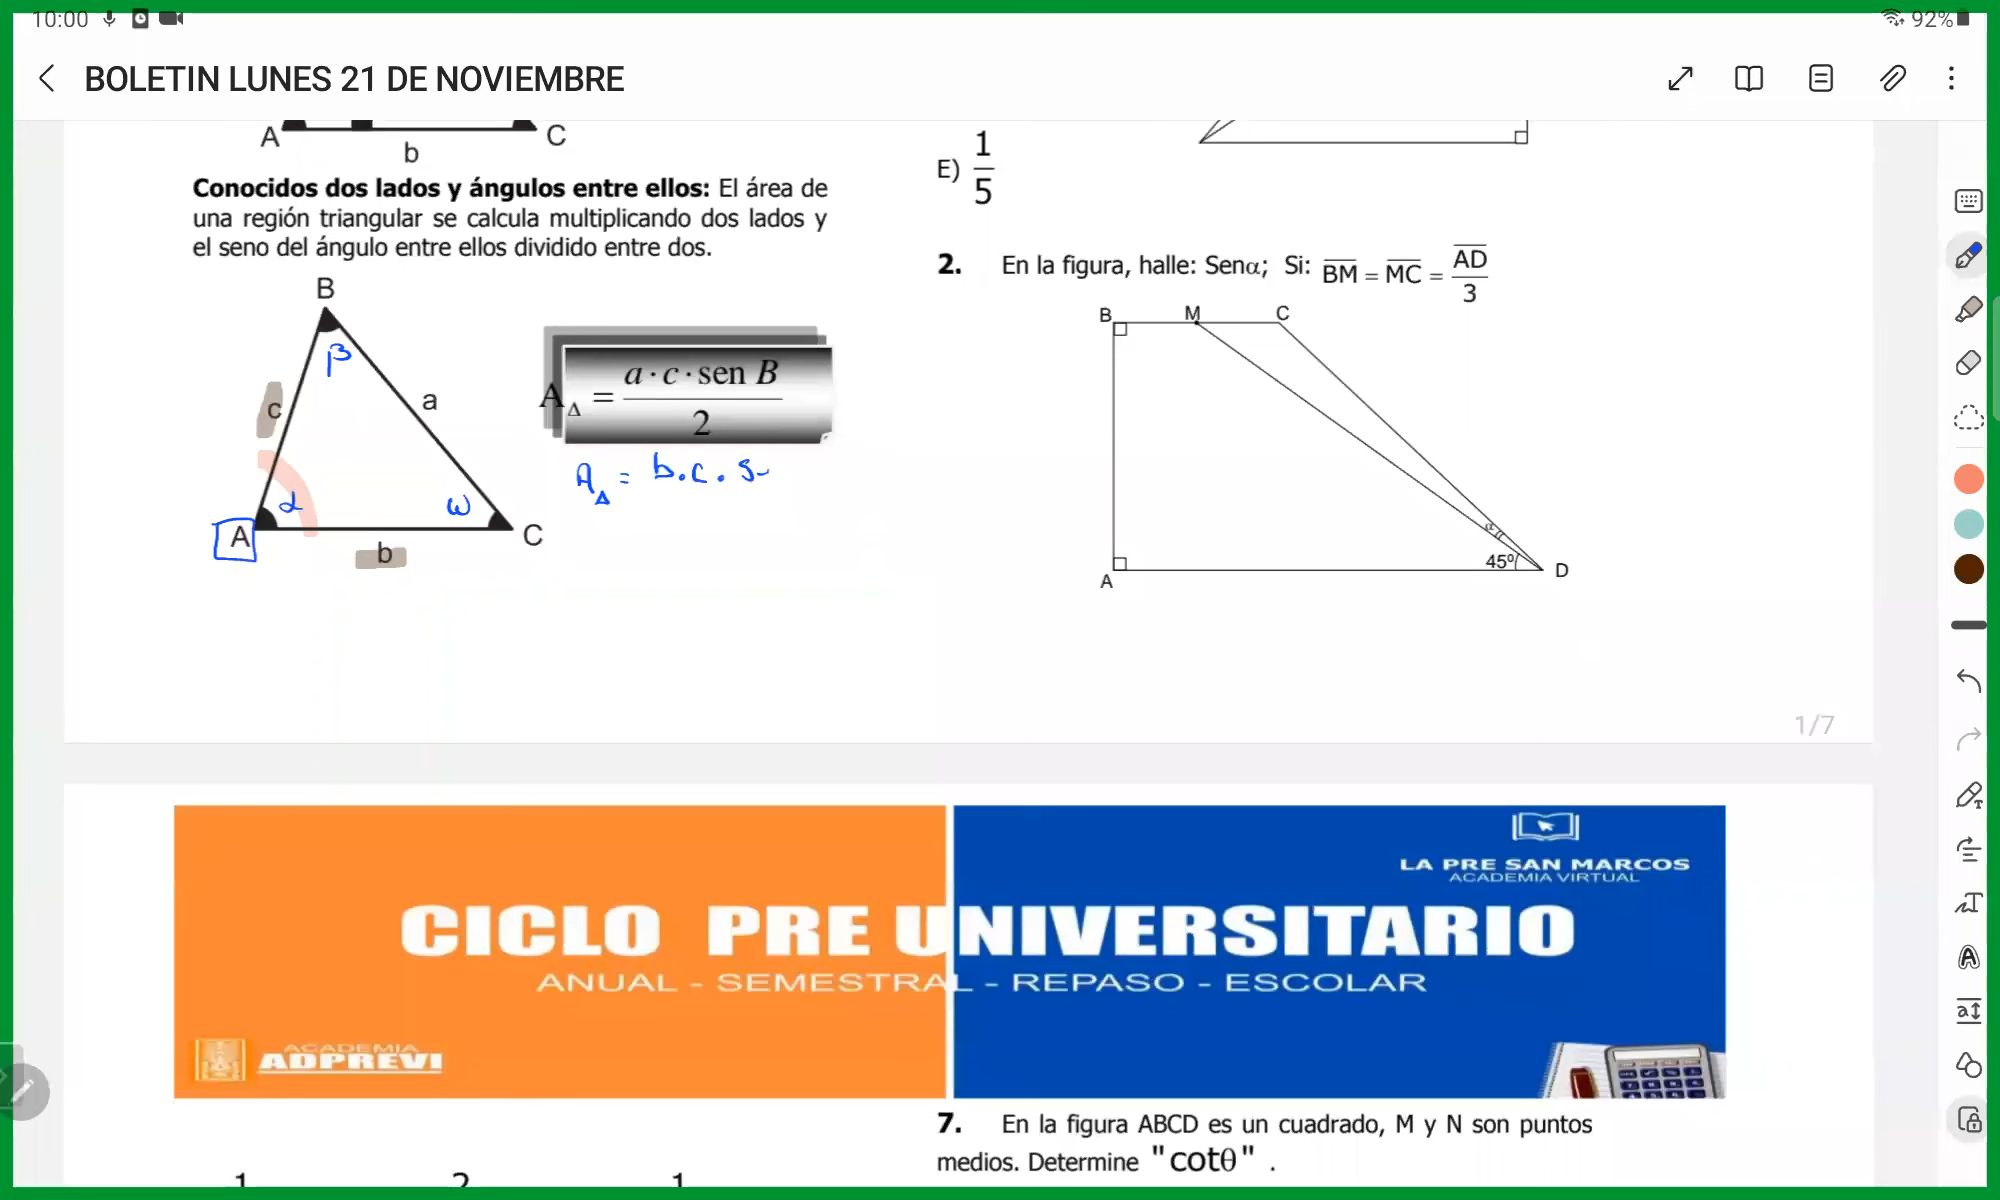 10:00
92%
BOLETIN LUNES 21 DE NOVIEMBRE
A
b
C
Conocidos dos lados y ángulos entre ellos: El área de
una región triangular se calcula multiplicando dos lados y
el seno del ángulo entre ellos dividido entre dos.
B
β
c
a
α
ω
A
b
C
A△ = a · c · sen B / 2
A△ = b.c.s
E) 1/5
2. En la figura, halle: Senα; Si: BM = MC = AD/3
B M C
α
45º
A
D
1/7
LA PRE SAN MARCOS
ACADEMIA VIRTUAL
CICLO PRE UNIVERSITARIO
ANUAL - SEMESTRAL - REPASO - ESCOLAR
ACADEMIA
ADPREVI
7. En la figura ABCD es un cuadrado, M y N son puntos
medios. Determine "cotθ" .
1 2 1